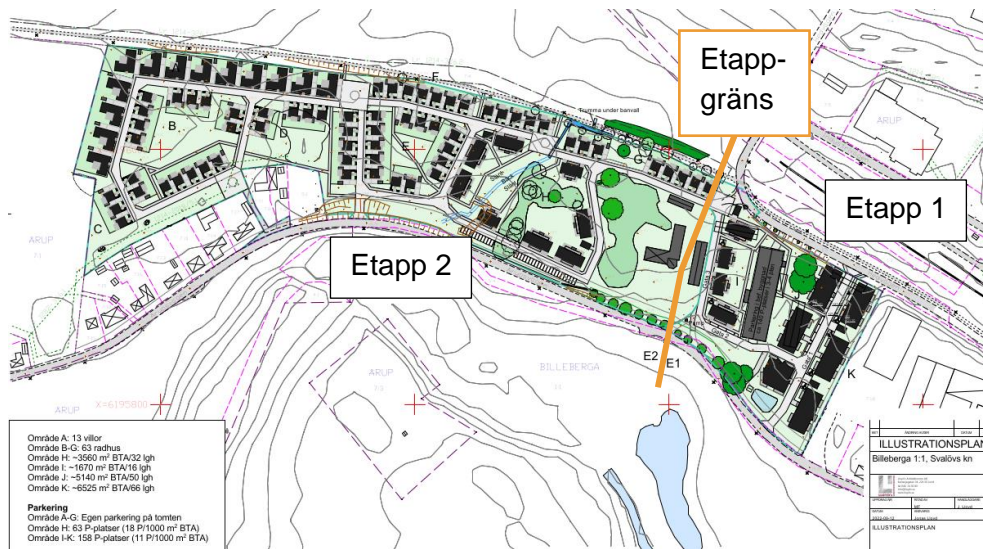 Etapp-
gräns
Etapp 1
Etapp 2
Trumma under banvall
F
B
D
E
G
H
C
I
K
E2
E1
ARUP
ARUP
ARUP
ARUP
BILLEBERGA
X=6195800
Område A: 13 villor
Område B-G: 63 radhus
Område H: ~3560 m² BTA/32 lgh
Område I: ~1670 m² BTA/16 lgh
Område J: ~5140 m² BTA/50 lgh
Område K: ~6525 m² BTA/66 lgh
Parkering
Område A-G: Egen parkering på tomten
Område H: 63 P-platser (18 P/1000 m² BTA)
Område I-K: 158 P-platser (11 P/1000 m² BTA)
ILLUSTRATIONSPLAN
Billeberga 1:1, Svalövs kn
ILLUSTRATIONSPLAN